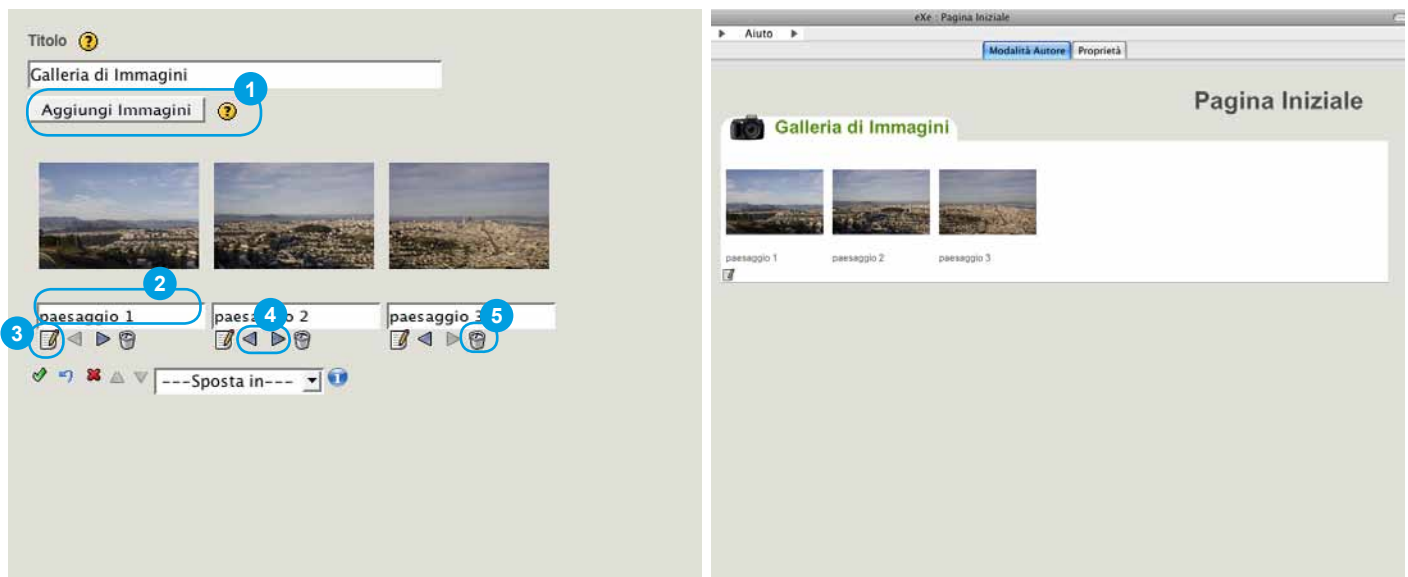 Titolo ?
Galleria di Immagini
1
Aggiungi Immagini ?
2
paesaggio 1
paesaggio 2
paesaggio 3
3
4
5
---Sposta in---
eXe : Pagina Iniziale
Aiuto
Modalità Autore Proprietà
Pagina Iniziale
Galleria di Immagini
paesaggio 1 paesaggio 2 paesaggio 3